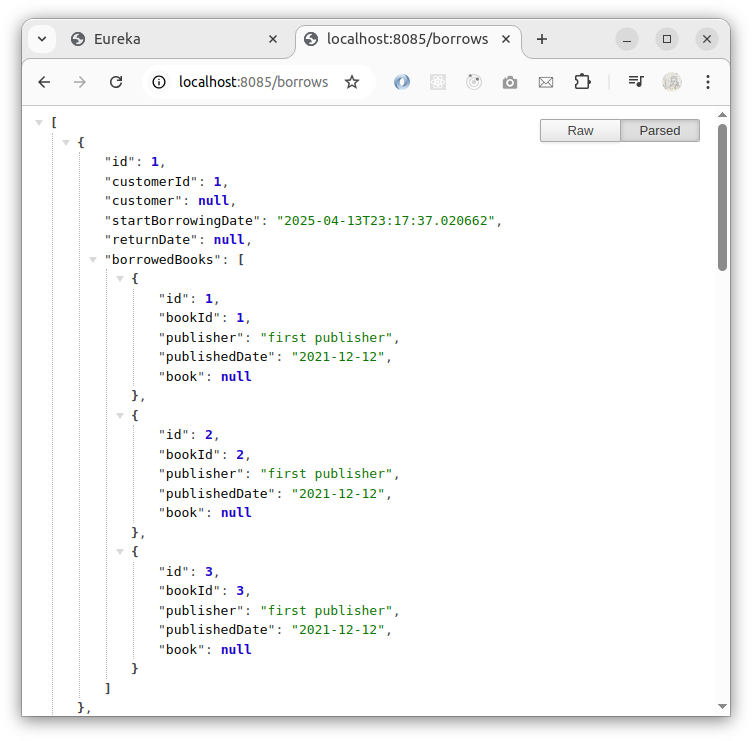 Eureka
localhost:8085/borrows
localhost:8085/borrows
Raw
Parsed
[
{
"id": 1,
"customerId": 1,
"customer": null,
"startBorrowingDate": "2025-04-13T23:17:37.020662",
"returnDate": null,
"borrowedBooks": [
{
"id": 1,
"bookId": 1,
"publisher": "first publisher",
"publishedDate": "2021-12-12",
"book": null
},
{
"id": 2,
"bookId": 2,
"publisher": "first publisher",
"publishedDate": "2021-12-12",
"book": null
},
{
"id": 3,
"bookId": 3,
"publisher": "first publisher",
"publishedDate": "2021-12-12",
"book": null
}
]
},